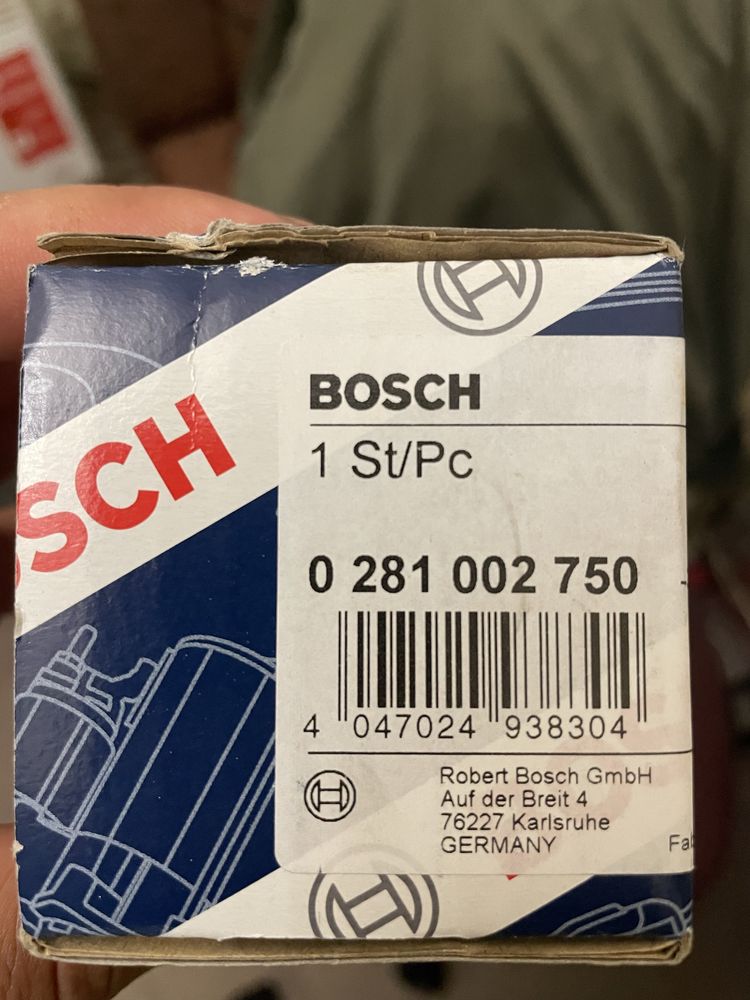 BOSCH
BOSCH
1 St/Pc
0 281 002 750
4 047024 938304
Robert Bosch GmbH
Auf der Breit 4
76227 Karlsruhe
GERMANY